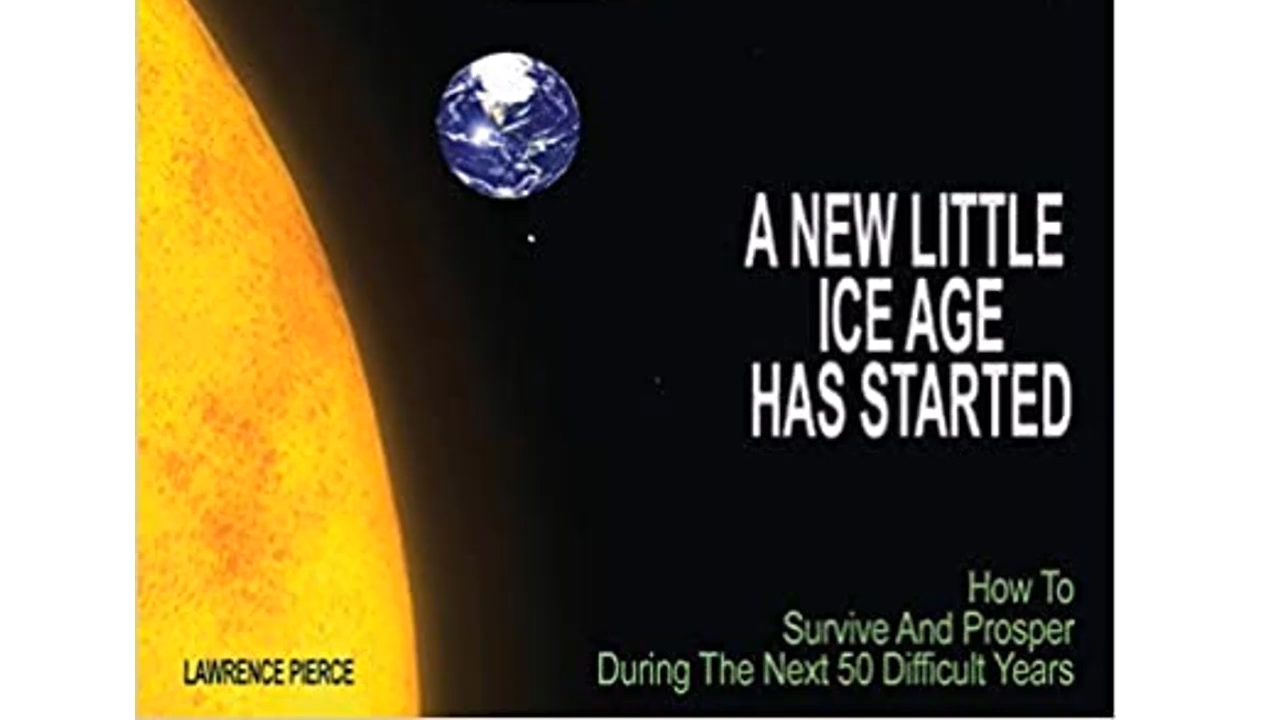 A NEW LITTLE
ICE AGE
HAS STARTED
How To
Survive And Prosper
During The Next 50 Difficult Years
LAWRENCE PIERCE